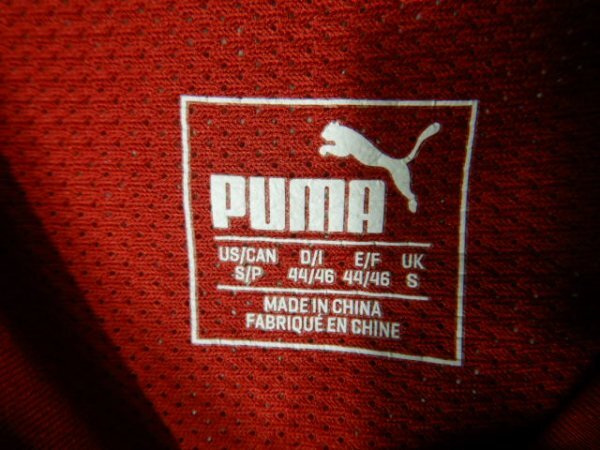 PUMA
US/CAN D/I E/F UK
S/P 44/46 44/46 S
MADE IN CHINA
FABRIQUÉ EN CHINE